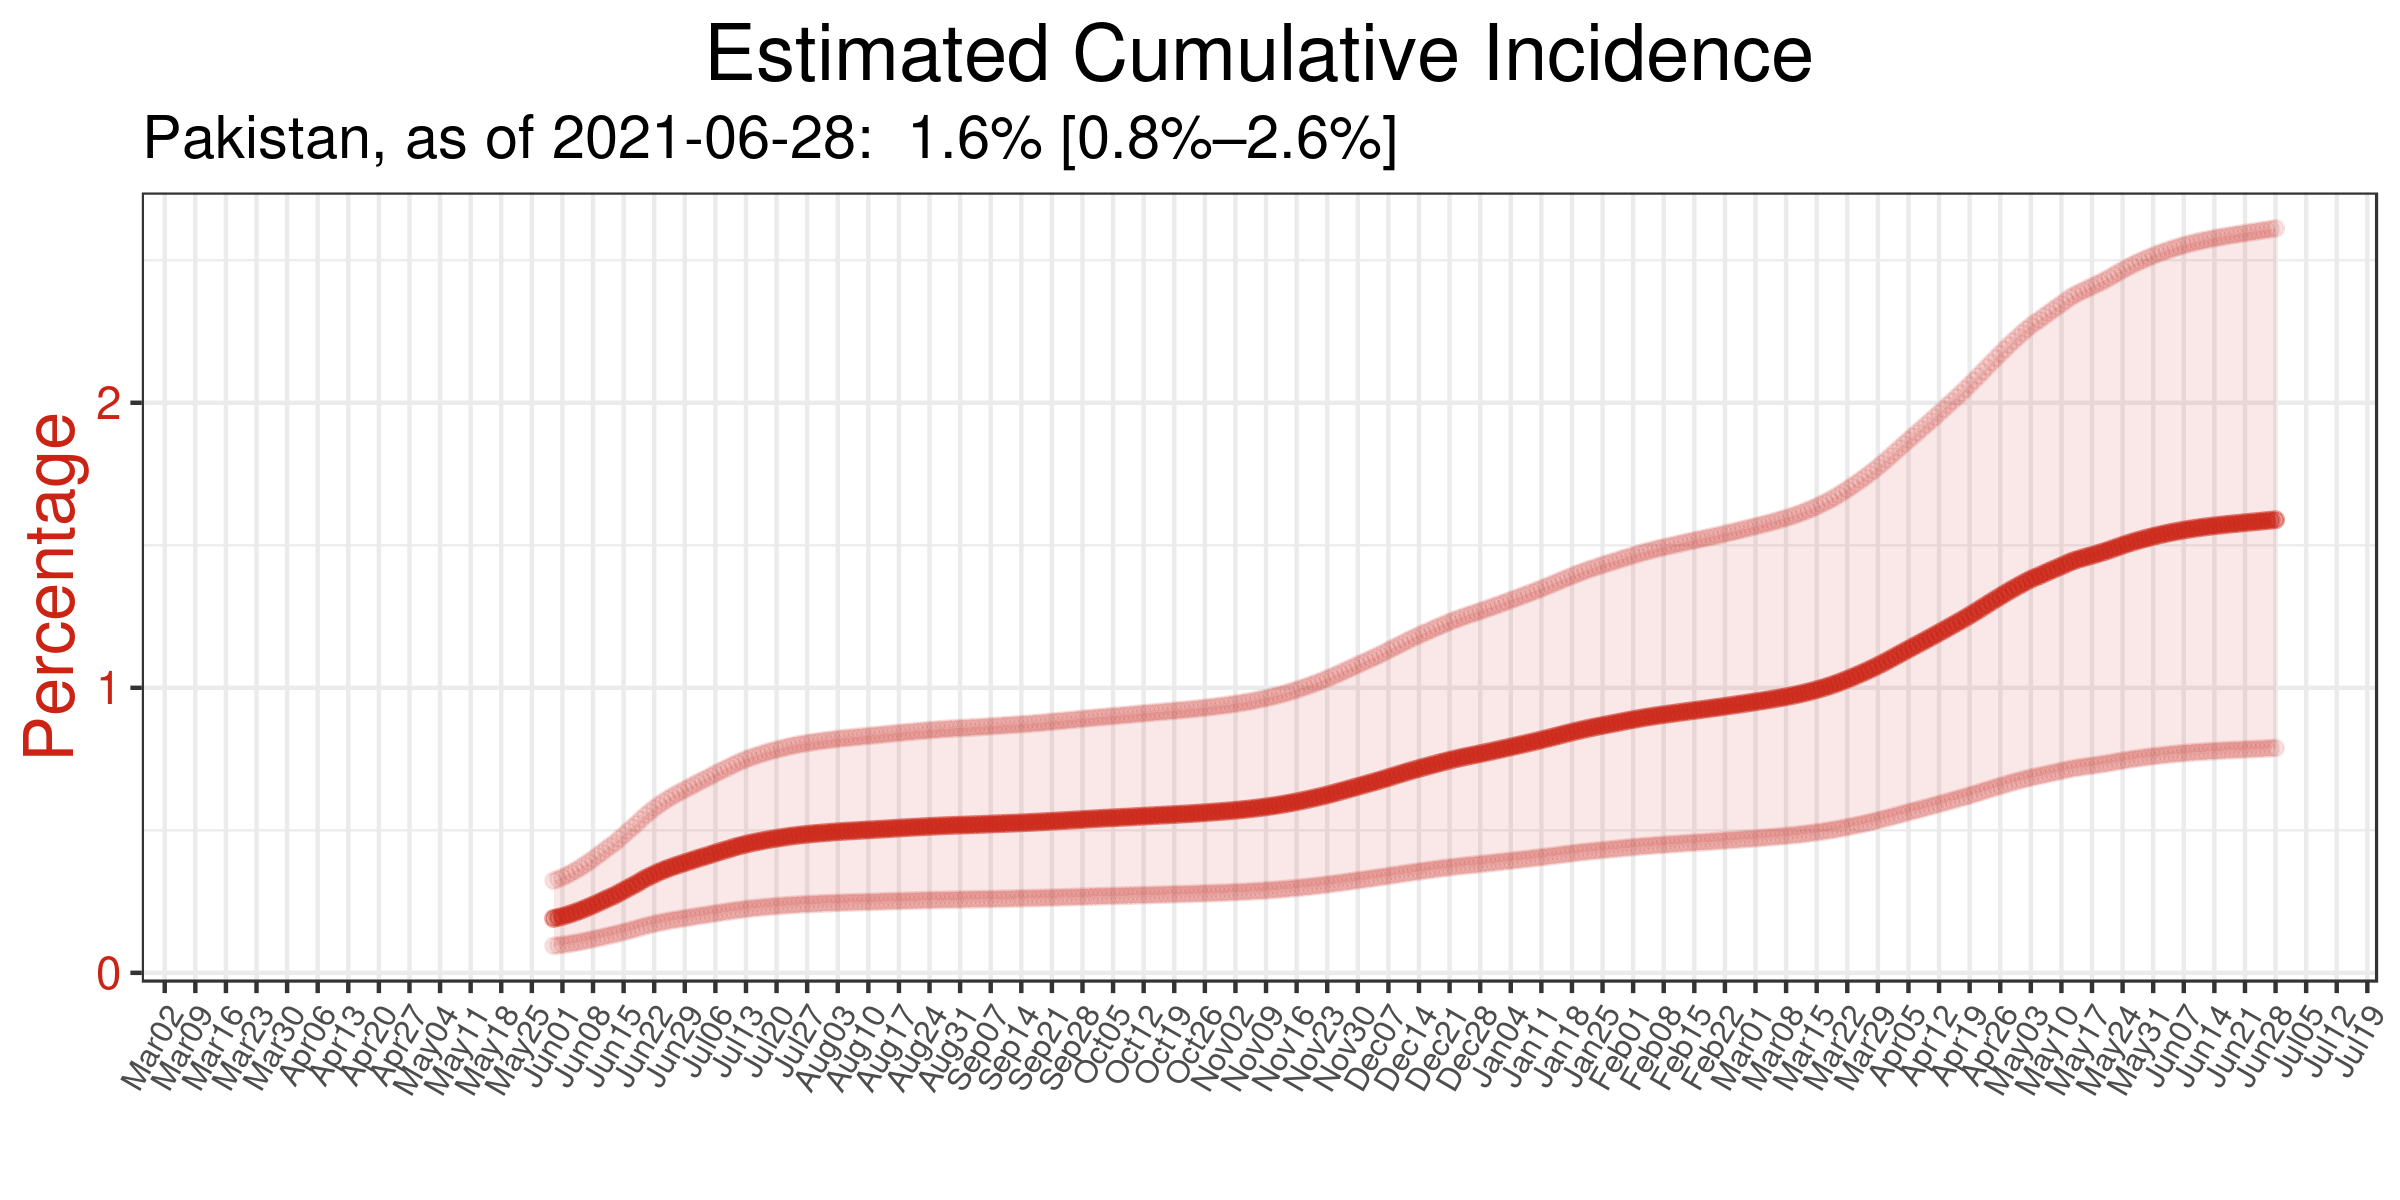 Estimated Cumulative Incidence
Pakistan, as of 2021-06-28:  1.6% [0.8%–2.6%]
Percentage
2
1
0
Mar02 Mar09 Mar16 Mar23 Mar30 Apr06 Apr13 Apr20 Apr27 May04 May11 May18 May25 Jun01 Jun08 Jun15 Jun22 Jun29 Jul06 Jul13 Jul20 Jul27 Aug03 Aug10 Aug17 Aug24 Aug31 Sep07 Sep14 Sep21 Sep28 Oct05 Oct12 Oct19 Oct26 Nov02 Nov09 Nov16 Nov23 Nov30 Dec07 Dec14 Dec21 Dec28 Jan04 Jan11 Jan18 Jan25 Feb01 Feb08 Feb15 Feb22 Mar01 Mar08 Mar15 Mar22 Mar29 Apr05 Apr12 Apr19 Apr26 May03 May10 May17 May24 May31 Jun07 Jun14 Jun21 Jun28 Jul05 Jul12 Jul19